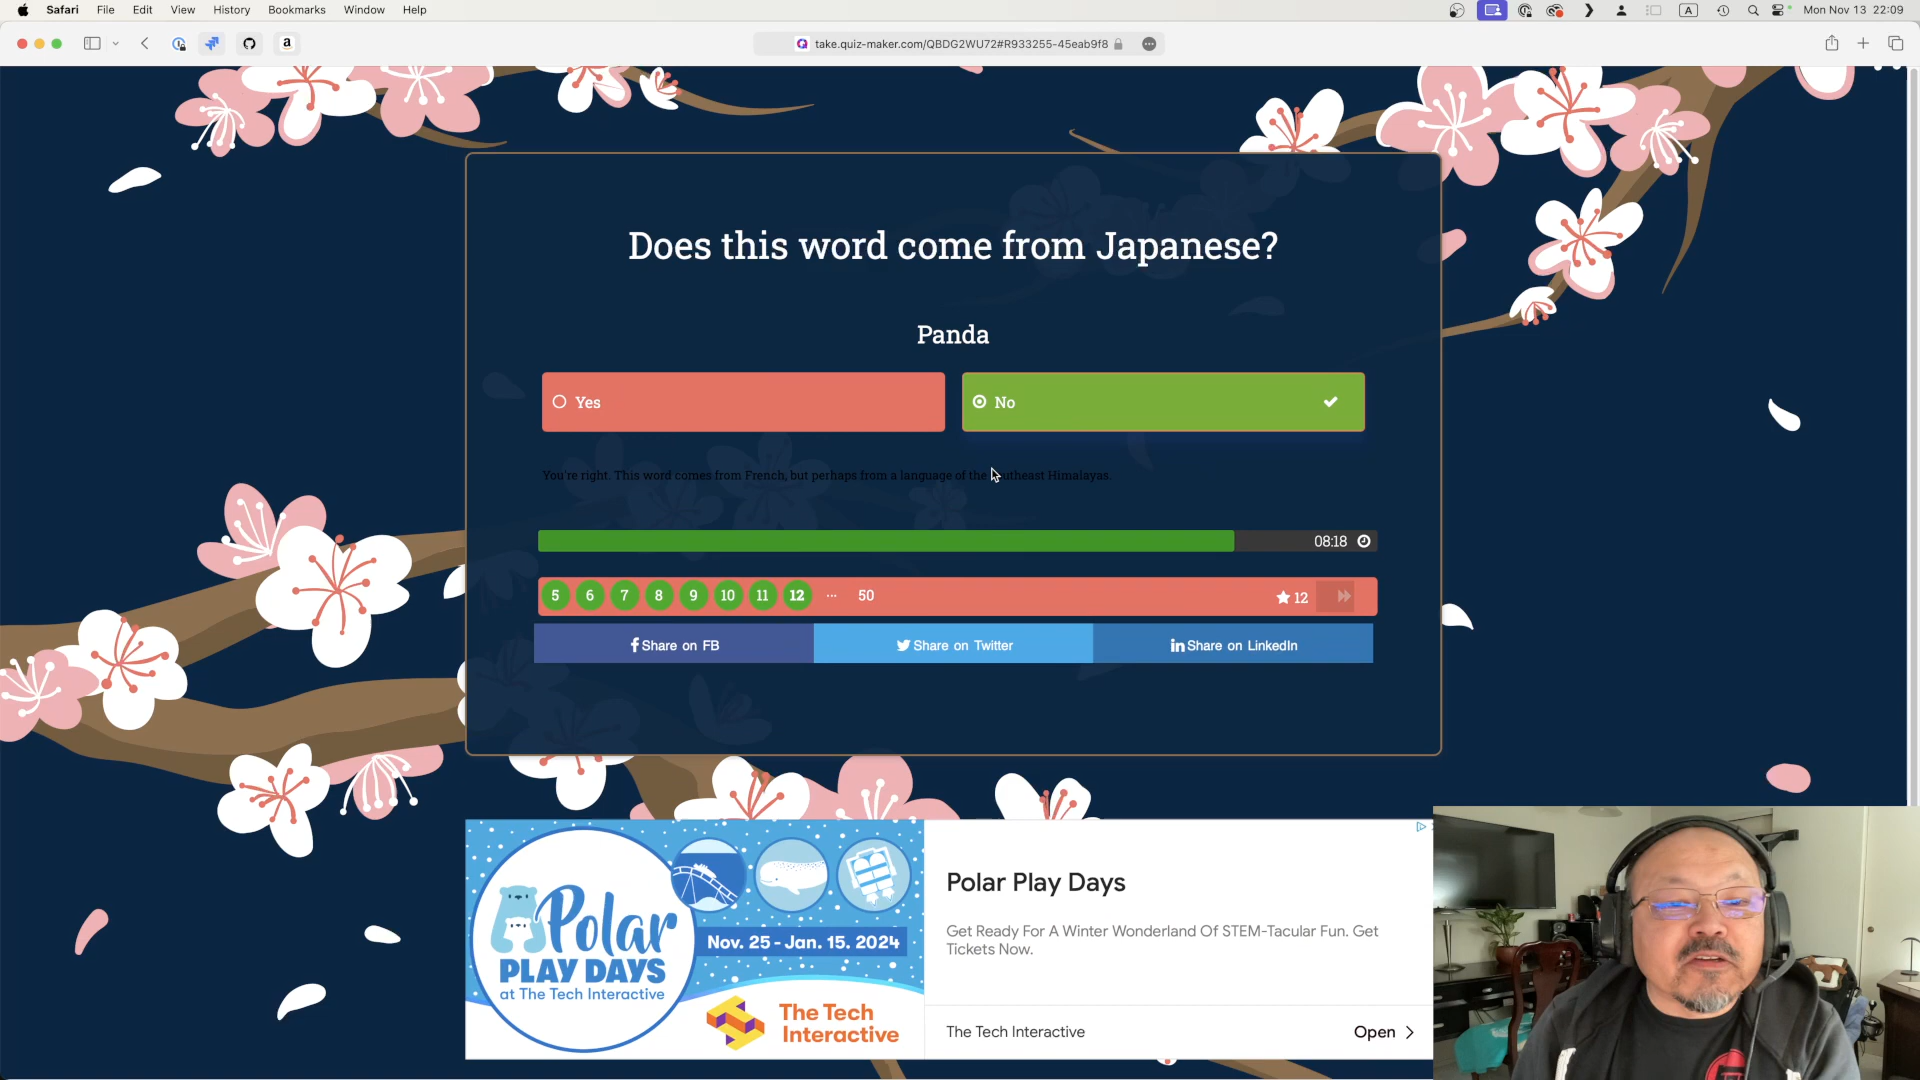 Safari File Edit View History Bookmarks Window Help
A
Mon Nov 13 22:09
a
take.quiz-maker.com/QBDG2WU72#R933255-45eab9f8
Does this word come from Japanese?
Panda
Yes
No
You're right. This word comes from French, but perhaps from a language of the southeast Himalayas.
08:18
5 6 7 8 9 10 11 12 ... 50
12
Share on FB
Share on Twitter
in Share on LinkedIn
Polar
PLAY DAYS
at The Tech Interactive
Nov. 25 - Jan. 15. 2024
The Tech
Interactive
Polar Play Days
Get Ready For A Winter Wonderland Of STEM-Tacular Fun. Get
Tickets Now.
The Tech Interactive
Open